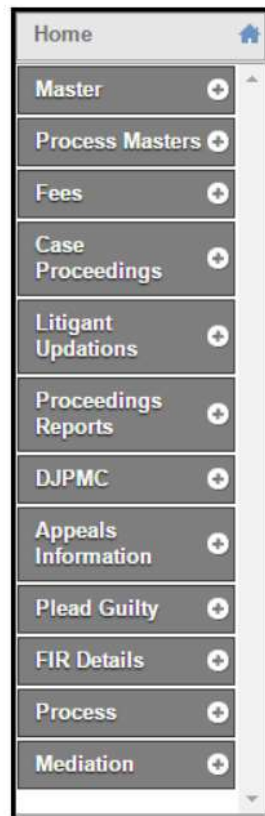 Home
Master
Process Masters
Fees
Case
Proceedings
Litigant
Updations
Proceedings
Reports
DJPMC
Appeals
Information
Plead Guilty
FIR Details
Process
Mediation